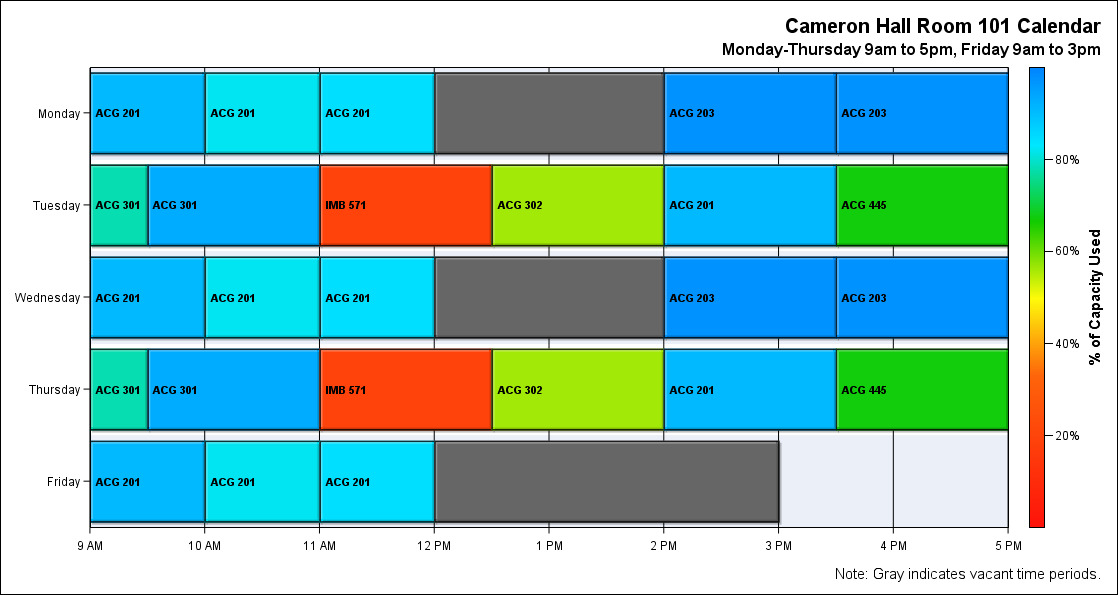 Cameron Hall Room 101 Calendar
Monday-Thursday 9am to 5pm, Friday 9am to 3pm
Monday ACG 201 ACG 201 ACG 201 ACG 203 ACG 203
Tuesday ACG 301 ACG 301 IMB 571 ACG 302 ACG 201 ACG 445
Wednesday ACG 201 ACG 201 ACG 201 ACG 203 ACG 203
Thursday ACG 301 ACG 301 IMB 571 ACG 302 ACG 201 ACG 445
Friday ACG 201 ACG 201 ACG 201
9 AM 10 AM 11 AM 12 PM 1 PM 2 PM 3 PM 4 PM 5 PM
80%
60%
40%
20%
% of Capacity Used
Note: Gray indicates vacant time periods.